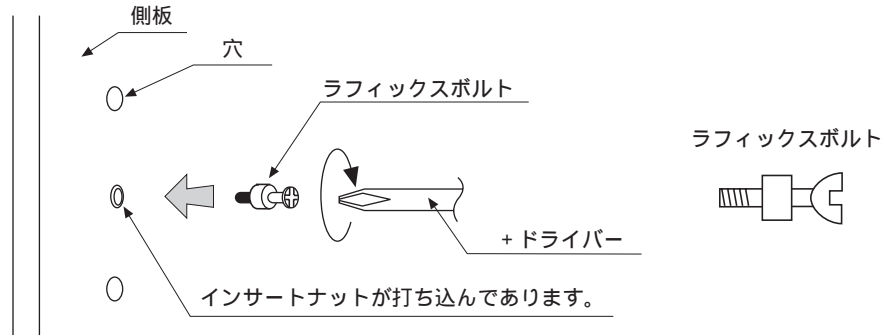 側板
穴
ラフィックスボルト
ラフィックスボルト
+ドライバー
インサートナットが打ち込んであります。